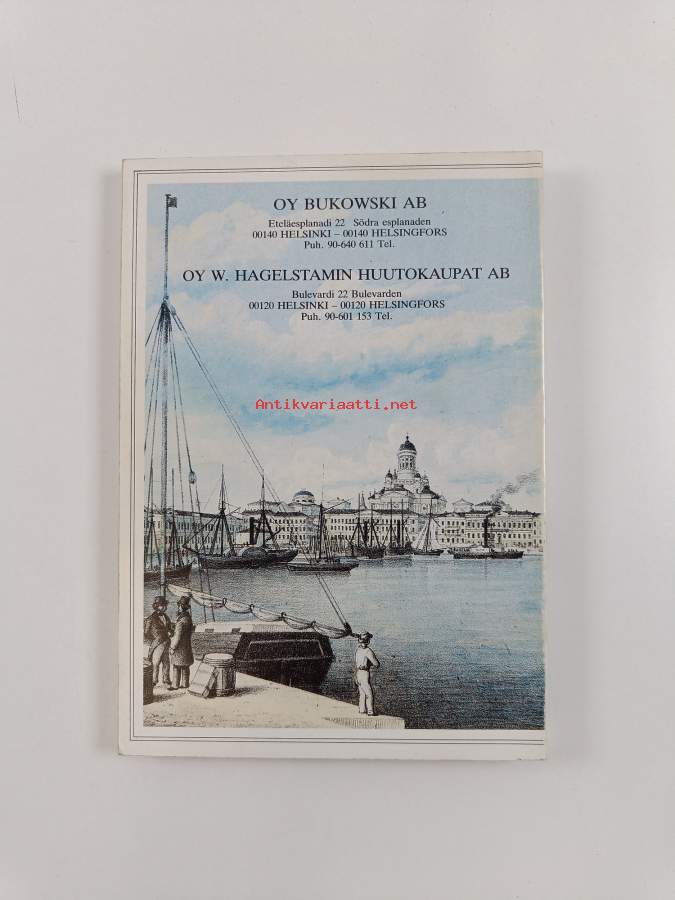 OY BUKOWSKI AB
Eteläesplanadi 22 Södra esplanaden
00140 HELSINKI – 00140 HELSINGFORS
Puh. 90-640 611 Tel.
OY W. HAGELSTAMIN HUUTOKAUPAT AB
Bulevardi 22 Bulevarden
00120 HELSINKI – 00120 HELSINGFORS
Puh. 90-601 153 Tel.
Antikvariaatti.net